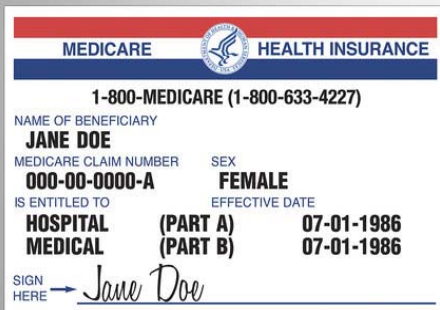 MEDICARE HEALTH INSURANCE
1-800-MEDICARE (1-800-633-4227)
NAME OF BENEFICIARY
JANE DOE
MEDICARE CLAIM NUMBER SEX
000-00-0000-A FEMALE
IS ENTITLED TO EFFECTIVE DATE
HOSPITAL (PART A) 07-01-1986
MEDICAL (PART B) 07-01-1986
SIGN
HERE Jane Doe